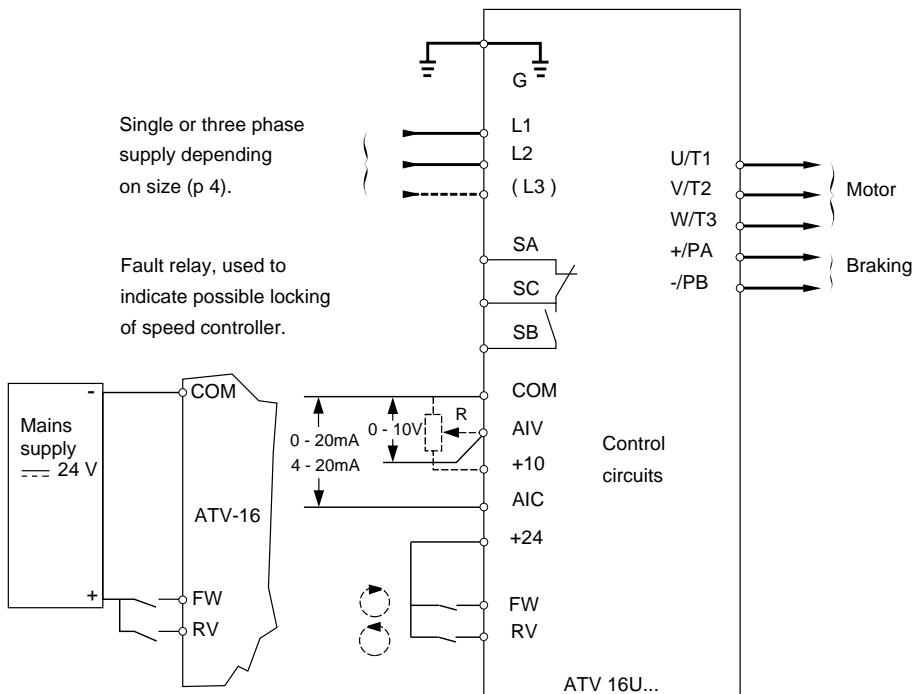 G
Single or three phase
supply depending
on size (p 4).
L1
L2
( L3 )
U/T1
V/T2
W/T3
Motor
+/PA
-/PB
Braking
Fault relay, used to
indicate possible locking
of speed controller.
SA
SC
SB
Mains
supply
24 V
-
+
COM
ATV-16
FW
RV
0 - 20mA
4 - 20mA
0 - 10V
R
COM
AIV
+10
AIC
+24
FW
RV
Control
circuits
ATV 16U...